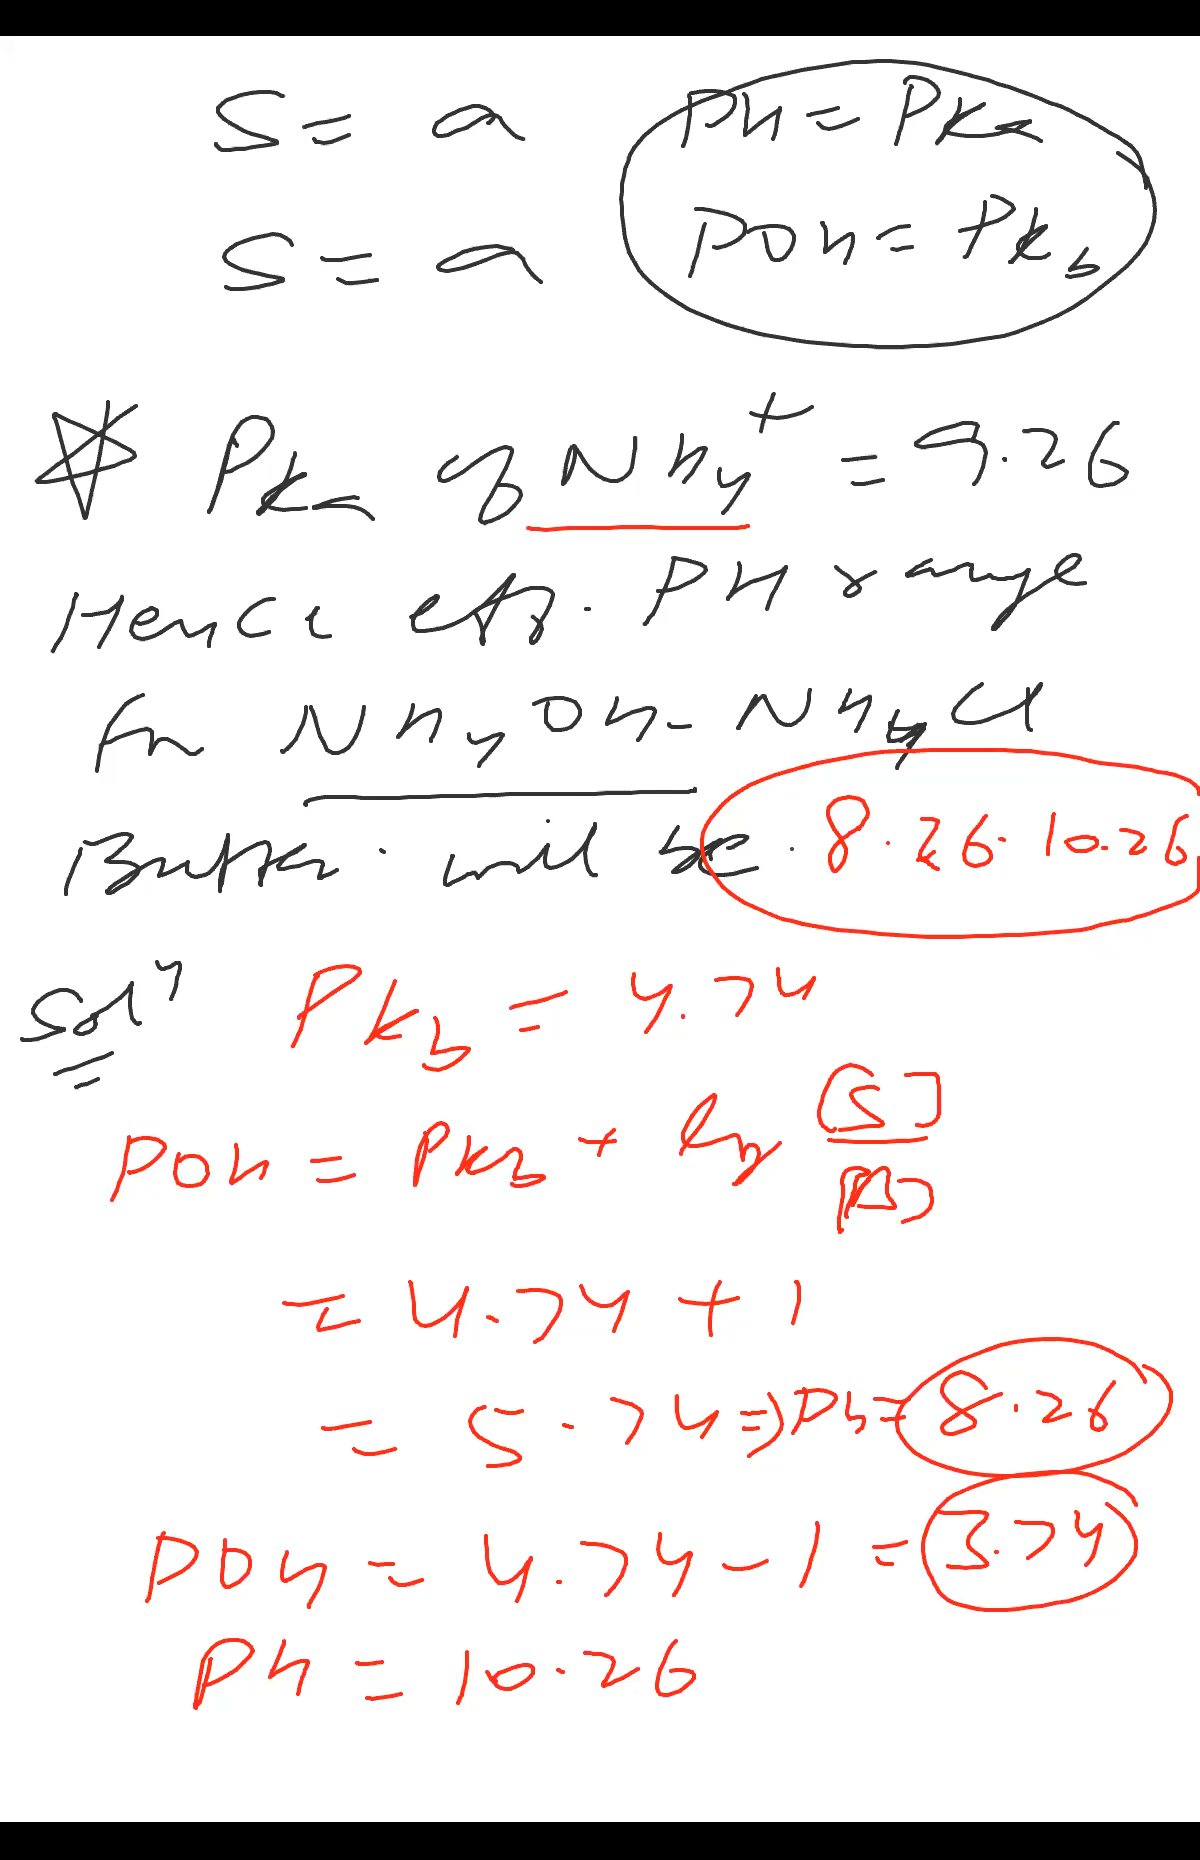 S = a PH = PKa
S = a POH = PKb
☆ PKa of NH4+ = 9.26
Hence eff. PH range
for NH4OH - NH4Cl
Buffer will be. 8.26 - 10.26
Solⁿ PKb = 4.74
POH = PKb + log [S]/[B]
= 4.74 + 1
= 5.74 => PH = 8.26
POH = 4.74 - 1 = 3.74
PH = 10.26